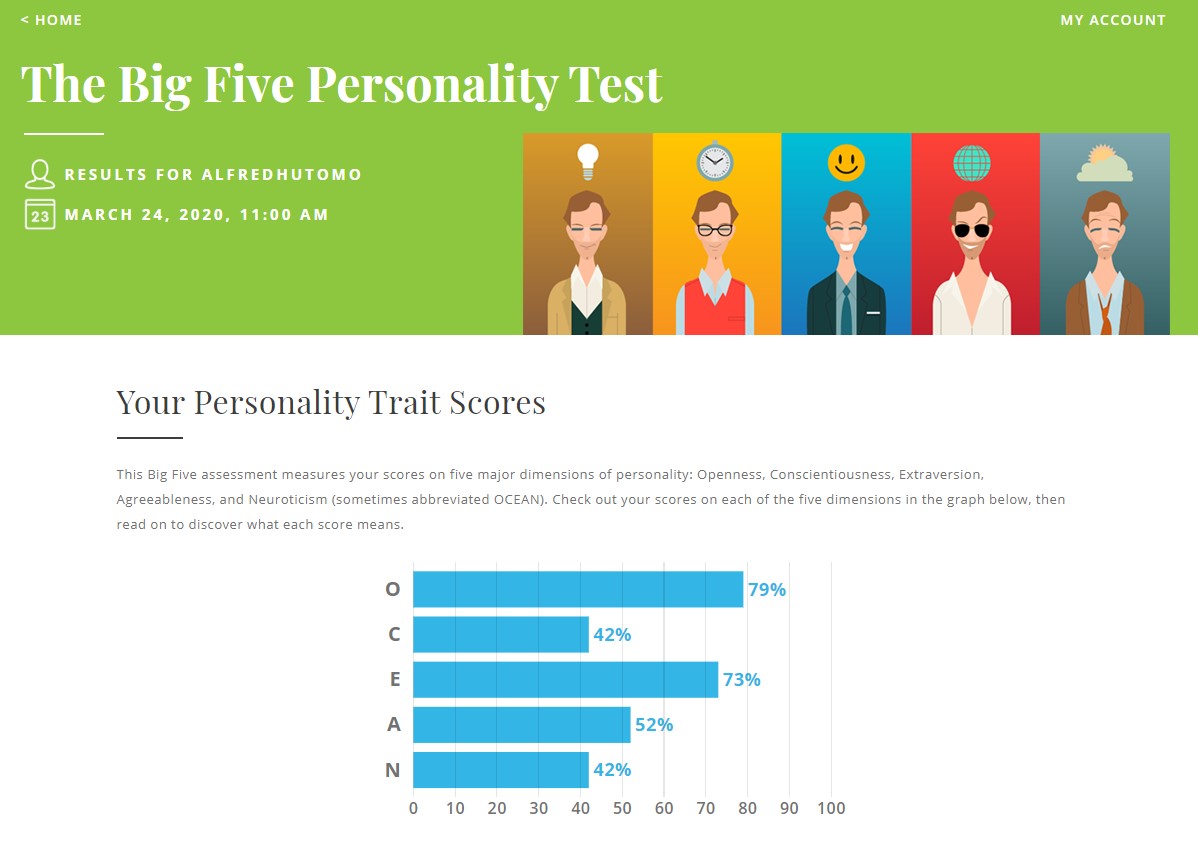 < HOME
MY ACCOUNT
The Big Five Personality Test
RESULTS FOR ALFREDHUTOMO
23
MARCH 24, 2020, 11:00 AM
Your Personality Trait Scores
This Big Five assessment measures your scores on five major dimensions of personality: Openness, Conscientiousness, Extraversion,
Agreeableness, and Neuroticism (sometimes abbreviated OCEAN). Check out your scores on each of the five dimensions in the graph below, then
read on to discover what each score means.
O 79%
C 42%
E 73%
A 52%
N 42%
0 10 20 30 40 50 60 70 80 90 100